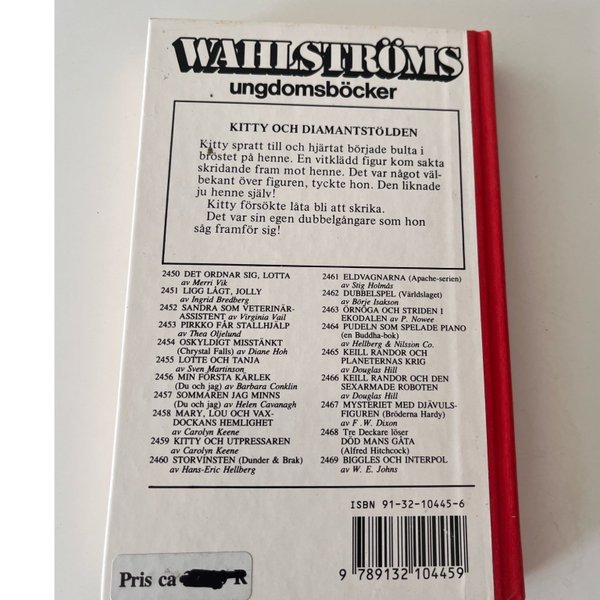 WAHLSTRÖMS
ungdomsböcker
KITTY OCH DIAMANTSTÖLDEN
Kitty spratt till och hjärtat började bulta i
bröstet på henne. En vitklädd figur kom sakta
skridande fram mot henne. Det var något väl-
bekant över figuren, tyckte hon. Den liknade
ju henne själv!
Kitty försökte låta bli att skrika.
Det var sin egen dubbelgångare som hon
såg framför sig!
2450 DET ORDNAR SIG, LOTTA
av Merri Vik
2451 LIGG LÅGT, JOLLY
av Ingrid Bredberg
2452 SANDRA SOM VETERINÄR-
ASSISTENT av Virginia Vail
2453 PIRKKO FÅR STALLHJÄLP
av Thea Oljelund
2454 OSKYLDIGT MISSTÄNKT
(Chrystal Falls) av Diane Hoh
2455 LOTTE OCH TANJA
av Sven Martinson
2456 MIN FÖRSTA KÄRLEK
(Du och jag) av Barbara Conklin
2457 SOMMAREN JAG MINNS
(Du och jag) av Helen Cavanagh
2458 MARY, LOU OCH VAX-
DOCKANS HEMLIGHET
av Carolyn Keene
2459 KITTY OCH UTPRESSAREN
av Carolyn Keene
2460 STORVINSTEN (Dunder & Brak)
av Hans-Eric Hellberg
2461 ELDVAGNARNA (Apache-serien)
av Stig Holmås
2462 DUBBELSPEL (Världslaget)
av Börje Isakson
2463 ÖRNÖGA OCH STRIDEN I
EKODALEN av P. Nowee
2464 PUDELN SOM SPELADE PIANO
(en Buddha-bok)
av Hellberg & Nilsson Co.
2465 KEILL RANDOR OCH
PLANETERNAS KRIG
av Douglas Hill
2466 KEILL RANDOR OCH DEN
SEXARMADE ROBOTEN
av Douglas Hill
2467 MYSTERIET MED DJÄVULS-
FIGUREN (Bröderna Hardy)
av F. W. Dixon
2468 Tre Deckare löser
DÖD MANS GÅTA
(Alfred Hitchcock)
2469 BIGGLES OCH INTERPOL
av W. E. Johns
ISBN 91-32-10445-6
9 789132 104459
Pris ca R